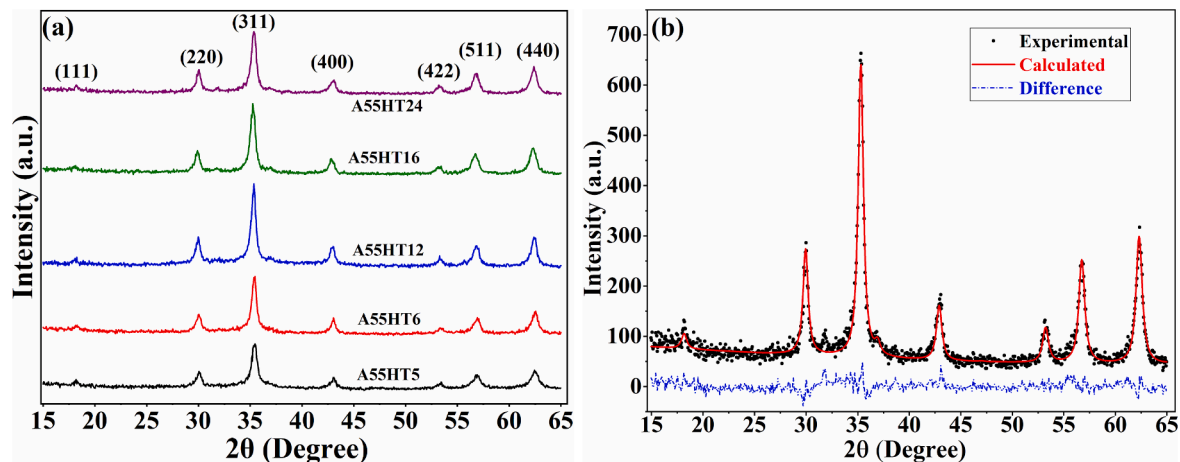 (a)
(111)
(220)
(311)
(400)
(422)
(511)
(440)
A55HT24
A55HT16
A55HT12
A55HT6
A55HT5
Intensity (a.u.)
15 20 25 30 35 40 45 50 55 60 65
2θ (Degree)
(b)
Experimental
Calculated
Difference
700
600
500
400
300
200
100
0
Intensity (a.u.)
15 20 25 30 35 40 45 50 55 60 65
2θ (Degree)